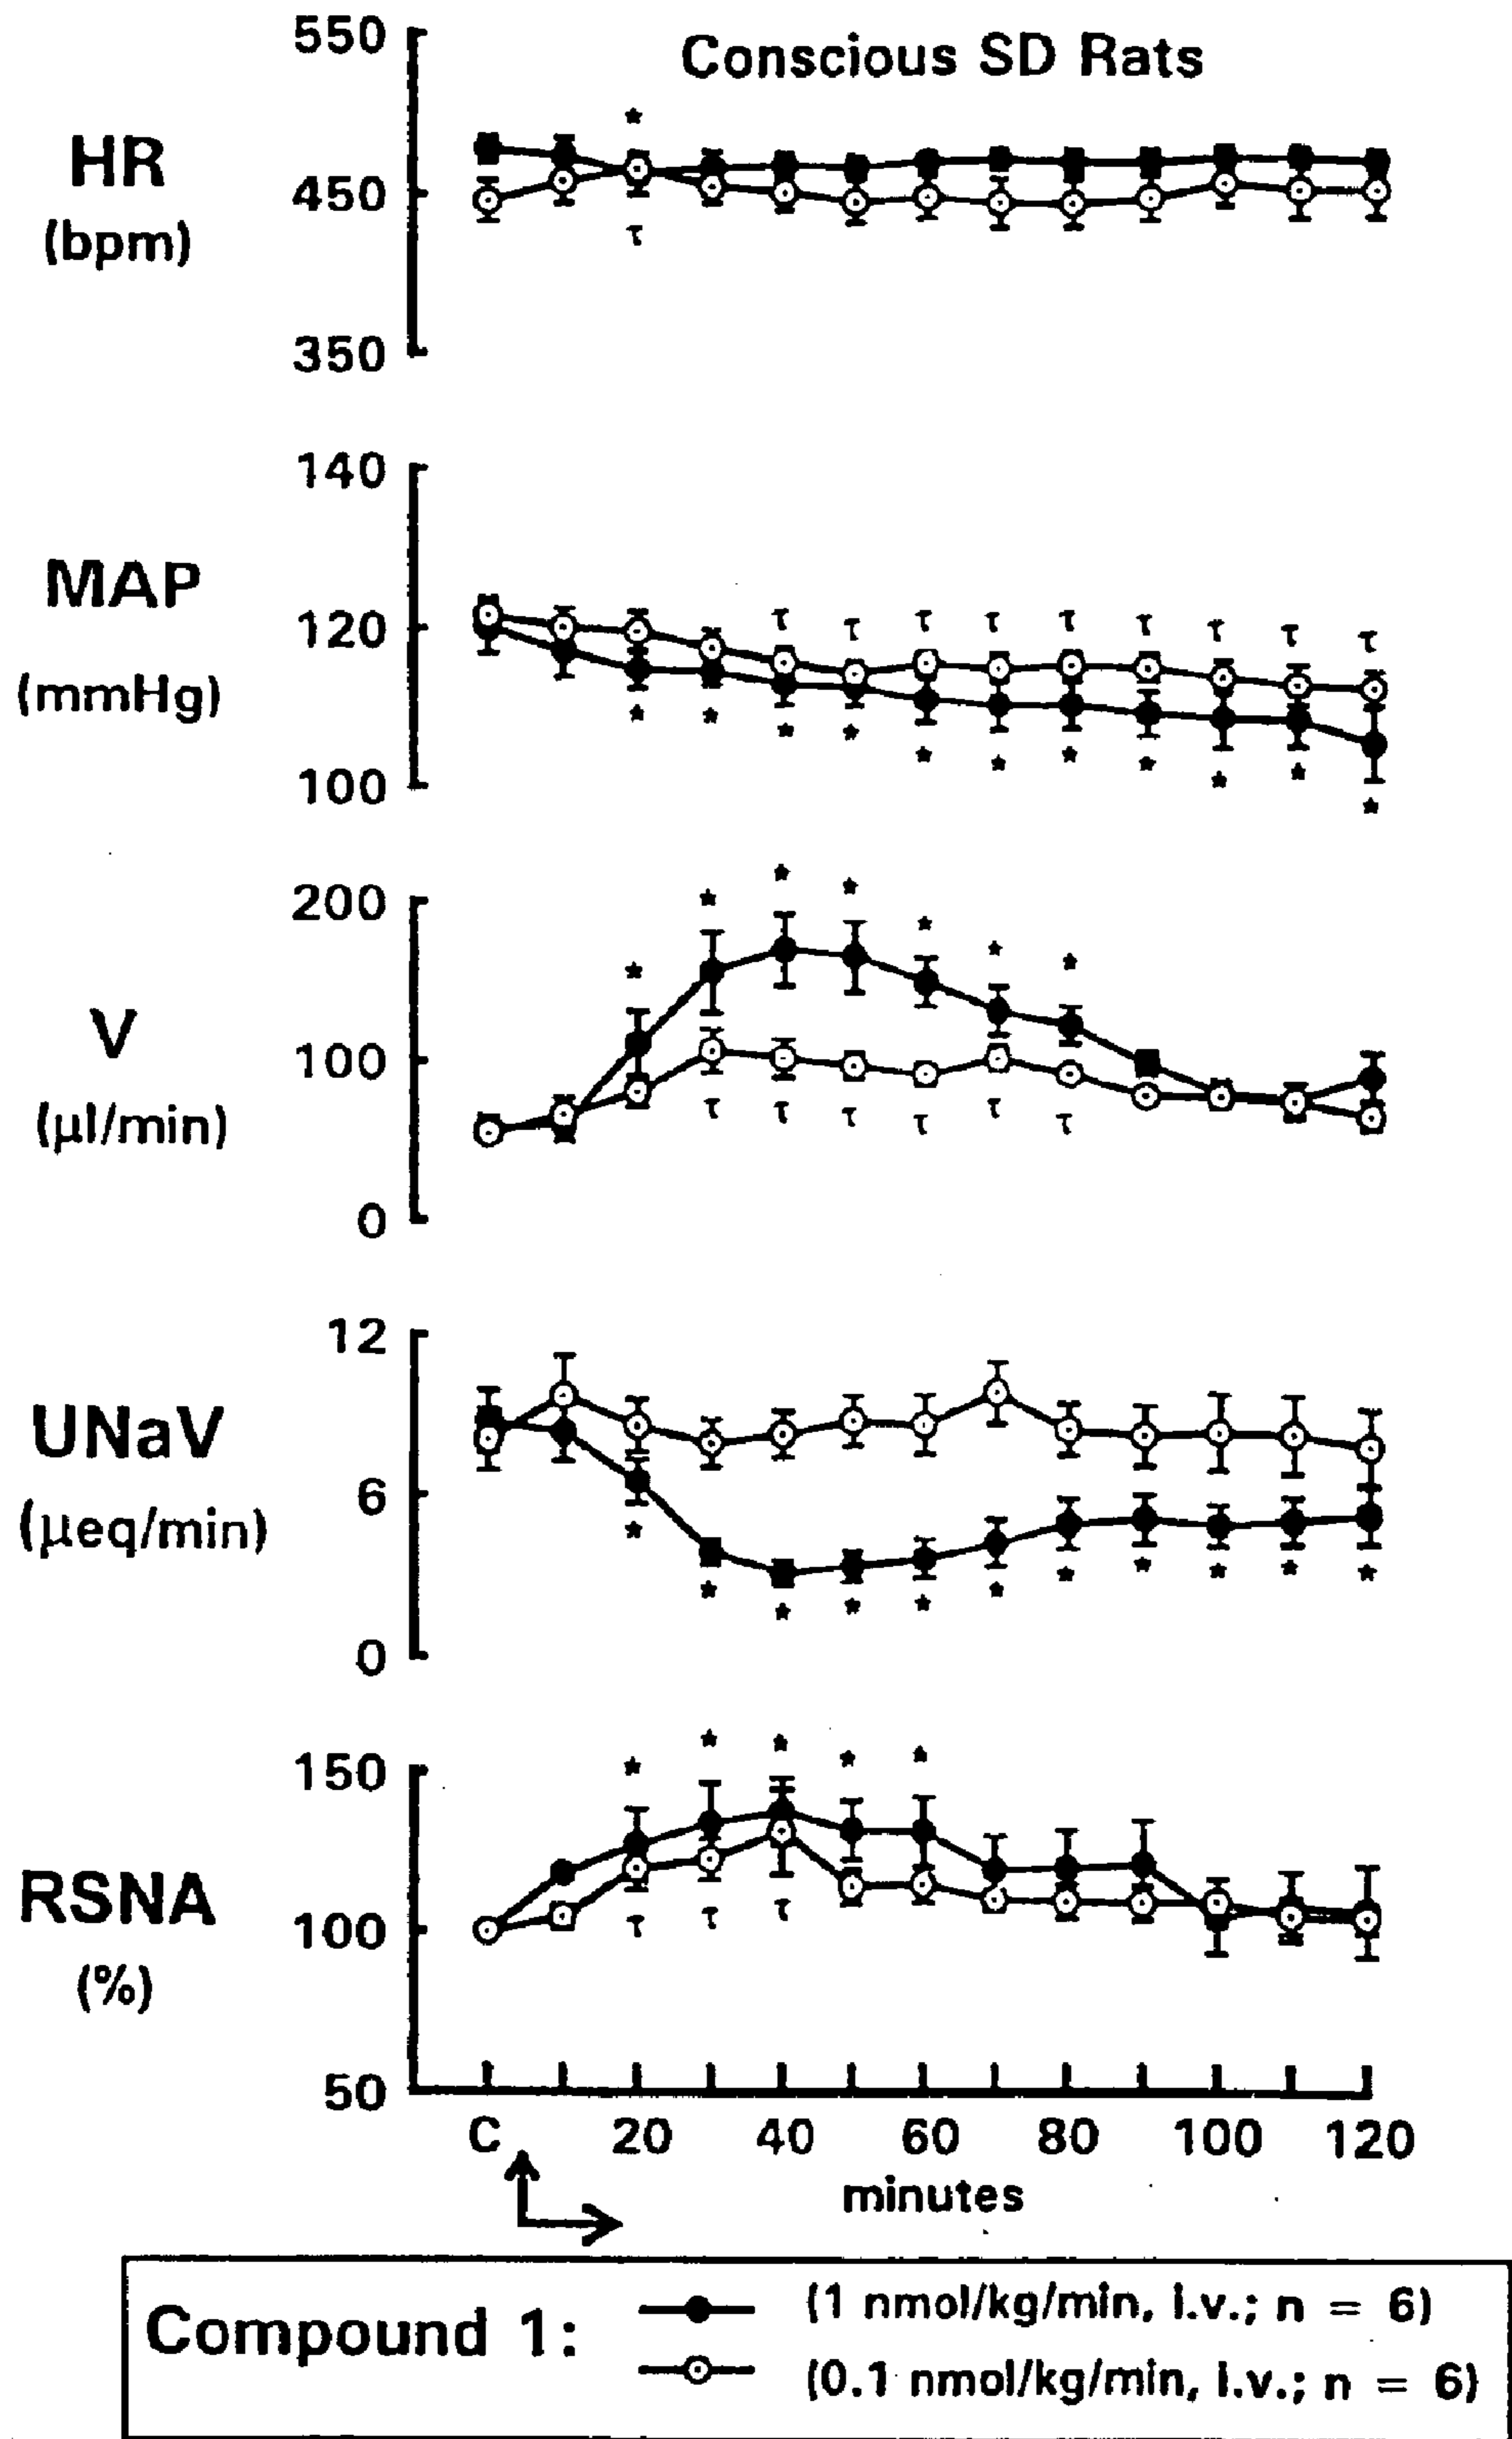 Conscious SD Rats
HR
(bpm)
550
450
350
*
τ
MAP
(mmHg)
140
120
100
τ τ τ τ τ τ τ τ τ
* * * * * * * * * * *
V
(μl/min)
200
100
0
* * * * * * *
τ τ τ τ τ τ
UNaV
(μeq/min)
12
6
0
* * * * * * * * * * *
RSNA
(%)
150
100
50
* * * * *
τ τ τ
C 20 40 60 80 100 120
minutes
Compound 1:
(1 nmol/kg/min, i.v.; n = 6)
(0.1 nmol/kg/min, i.v.; n = 6)